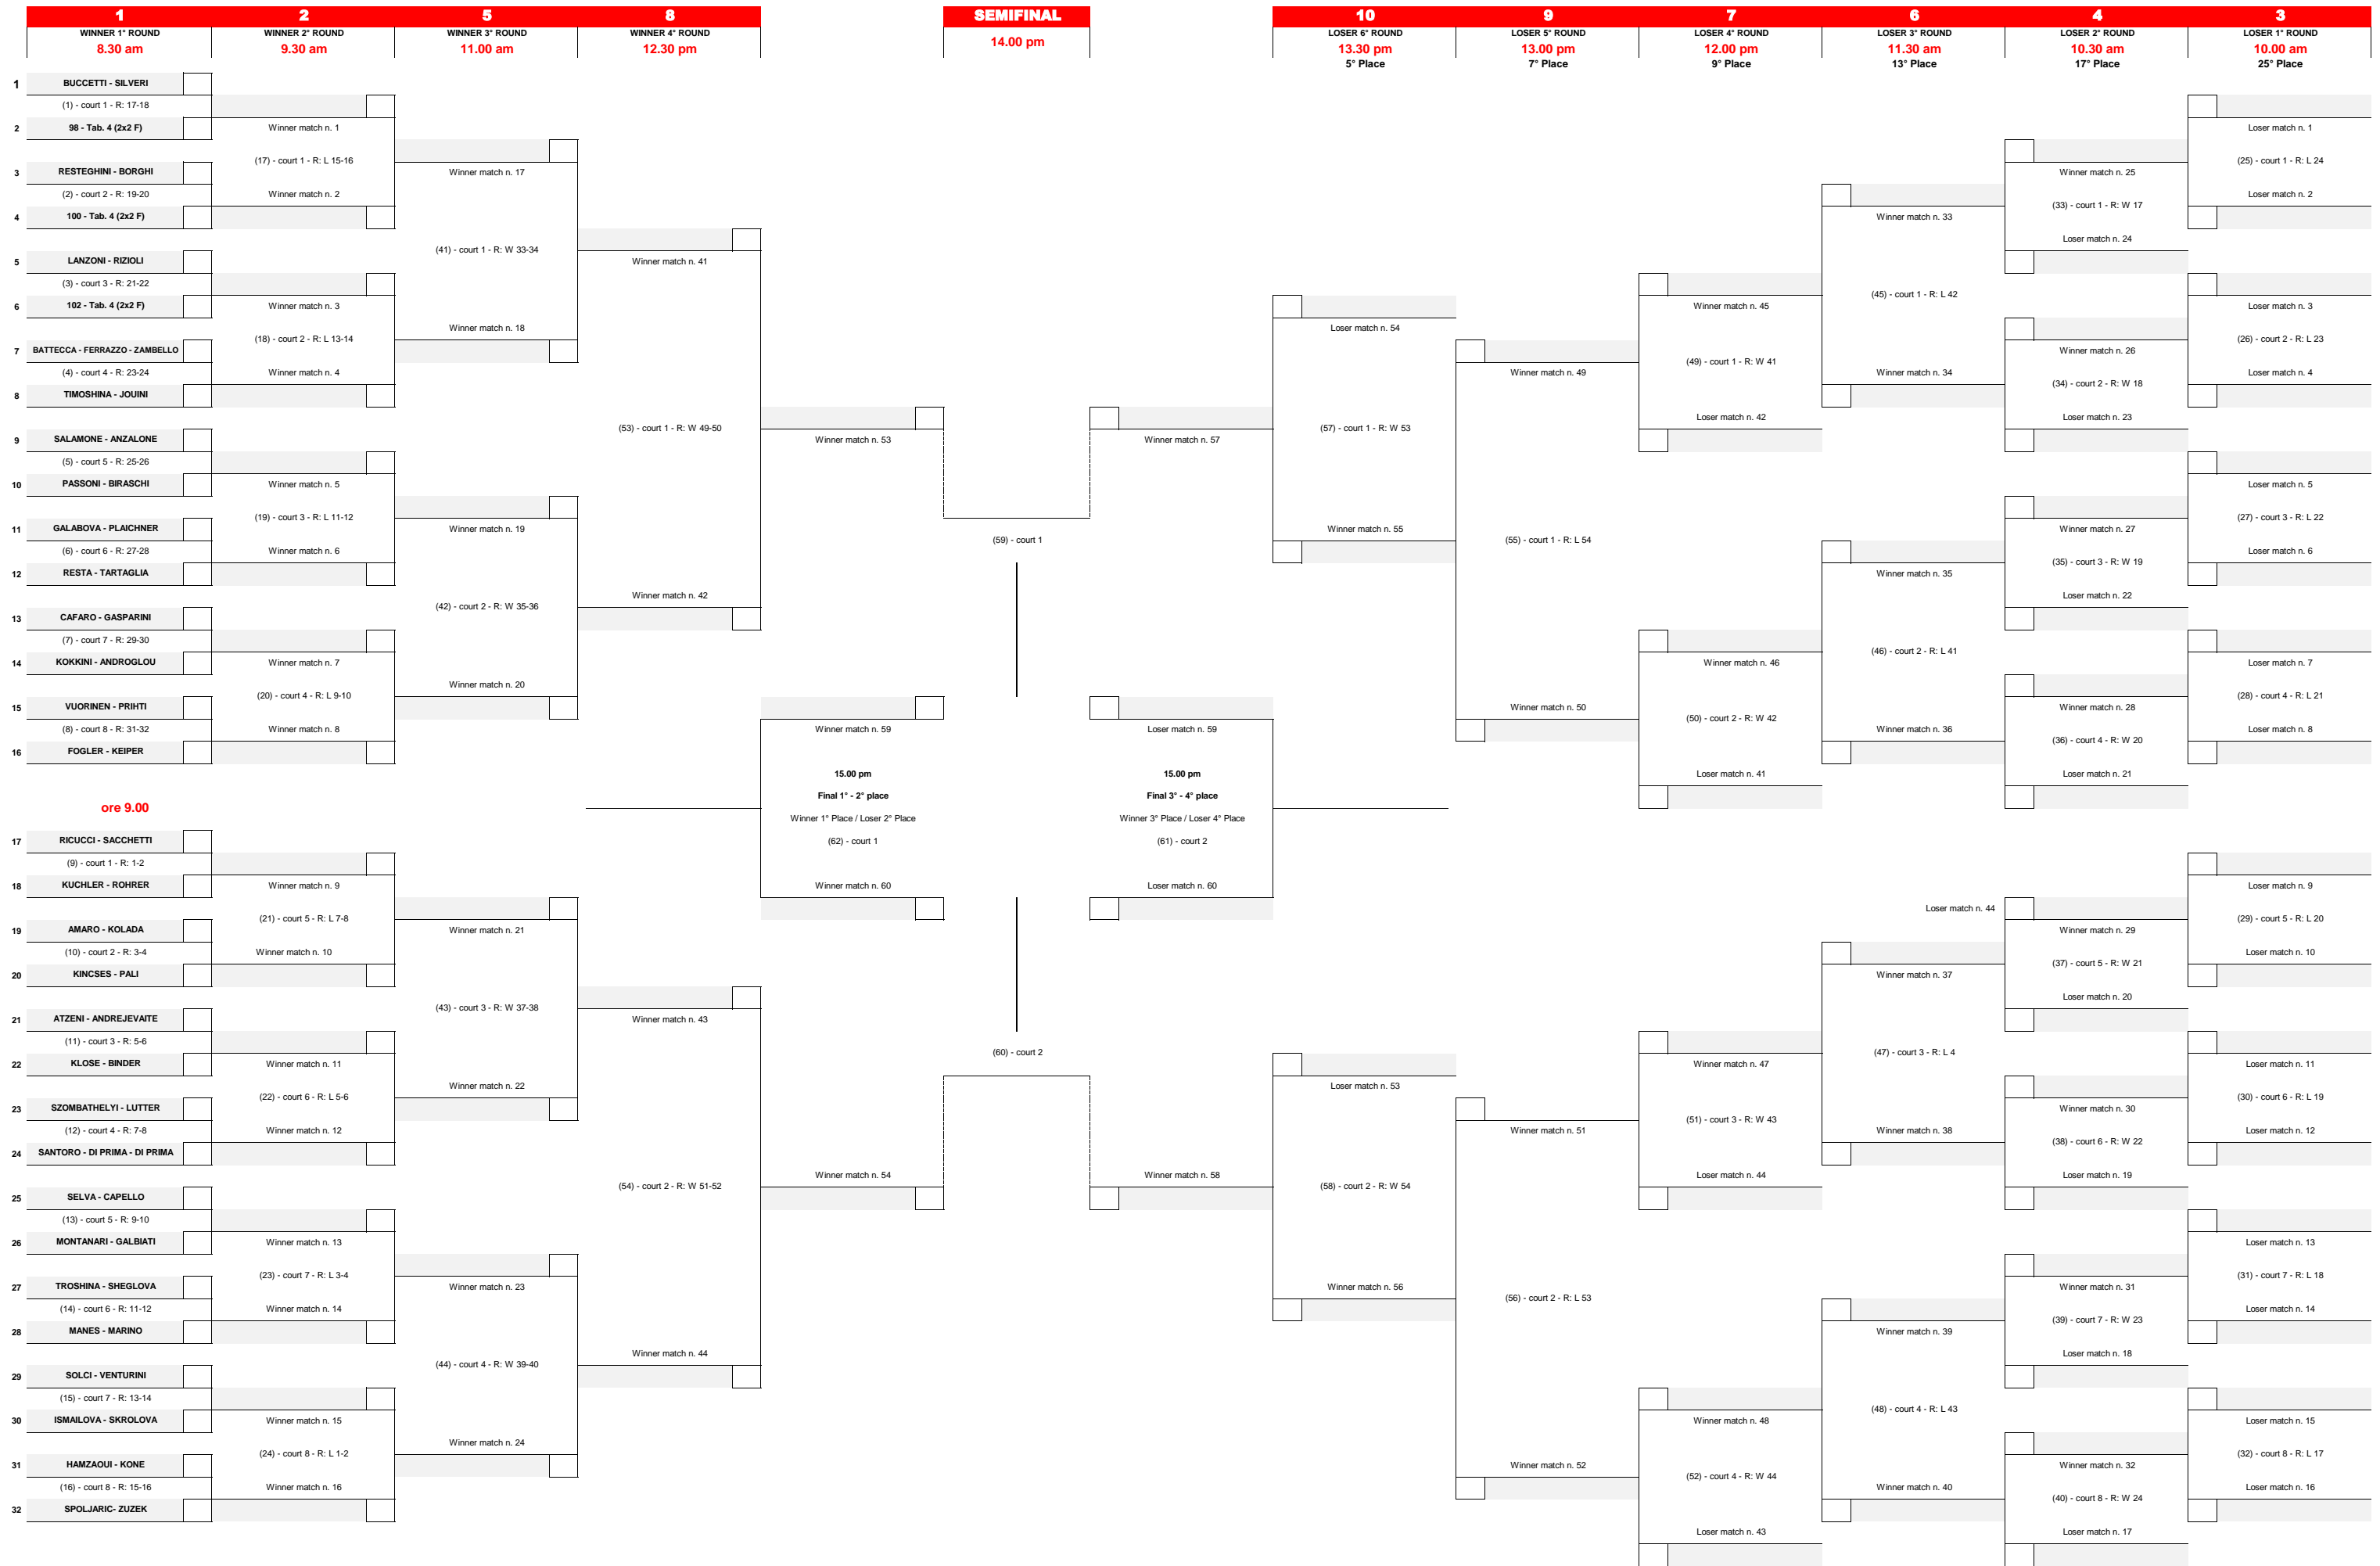 1
2
5
8
SEMIFINAL
10
9
7
6
4
3
WINNER 1° ROUND
WINNER 2° ROUND
WINNER 3° ROUND
WINNER 4° ROUND
LOSER 6° ROUND
LOSER 5° ROUND
LOSER 4° ROUND
LOSER 3° ROUND
LOSER 2° ROUND
LOSER 1° ROUND
8.30 am
9.30 am
11.00 am
12.30 pm
14.00 pm
13.30 pm
13.00 pm
12.00 pm
11.30 am
10.30 am
10.00 am
5° Place
7° Place
9° Place
13° Place
17° Place
25° Place
1 BUCCETTI - SILVERI
(1) - court 1 - R: 17-18
2 98 - Tab. 4 (2x2 F)
3 RESTEGHINI - BORGHI
(2) - court 2 - R: 19-20
4 100 - Tab. 4 (2x2 F)
5 LANZONI - RIZIOLI
(3) - court 3 - R: 21-22
6 102 - Tab. 4 (2x2 F)
7 BATTECCA - FERRAZZO - ZAMBELLO
(4) - court 4 - R: 23-24
8 TIMOSHINA - JOUINI
9 SALAMONE - ANZALONE
(5) - court 5 - R: 25-26
10 PASSONI - BIRASCHI
11 GALABOVA - PLAICHNER
(6) - court 6 - R: 27-28
12 RESTA - TARTAGLIA
13 CAFARO - GASPARINI
(7) - court 7 - R: 29-30
14 KOKKINI - ANDROGLOU
15 VUORINEN - PRIHTI
(8) - court 8 - R: 31-32
16 FOGLER - KEIPER
ore 9.00
17 RICUCCI - SACCHETTI
(9) - court 1 - R: 1-2
18 KUCHLER - ROHRER
19 AMARO - KOLADA
(10) - court 2 - R: 3-4
20 KINCSES - PALI
21 ATZENI - ANDREJEVAITE
(11) - court 3 - R: 5-6
22 KLOSE - BINDER
23 SZOMBATHELYI - LUTTER
(12) - court 4 - R: 7-8
24 SANTORO - DI PRIMA - DI PRIMA
25 SELVA - CAPELLO
(13) - court 5 - R: 9-10
26 MONTANARI - GALBIATI
27 TROSHINA - SHEGLOVA
(14) - court 6 - R: 11-12
28 MANES - MARINO
29 SOLCI - VENTURINI
(15) - court 7 - R: 13-14
30 ISMAILOVA - SKROLOVA
31 HAMZAOUI - KONE
(16) - court 8 - R: 15-16
32 SPOLJARIC- ZUZEK
Winner match n. 1
(17) - court 1 - R: L 15-16
Winner match n. 2
Winner match n. 3
(18) - court 2 - R: L 13-14
Winner match n. 4
Winner match n. 5
(19) - court 3 - R: L 11-12
Winner match n. 6
Winner match n. 7
(20) - court 4 - R: L 9-10
Winner match n. 8
Winner match n. 9
(21) - court 5 - R: L 7-8
Winner match n. 10
Winner match n. 11
(22) - court 6 - R: L 5-6
Winner match n. 12
Winner match n. 13
(23) - court 7 - R: L 3-4
Winner match n. 14
Winner match n. 15
(24) - court 8 - R: L 1-2
Winner match n. 16
Winner match n. 17
(41) - court 1 - R: W 33-34
Winner match n. 18
Winner match n. 19
(42) - court 2 - R: W 35-36
Winner match n. 20
Winner match n. 21
(43) - court 3 - R: W 37-38
Winner match n. 22
Winner match n. 23
(44) - court 4 - R: W 39-40
Winner match n. 24
Winner match n. 41
(53) - court 1 - R: W 49-50
Winner match n. 42
Winner match n. 43
(54) - court 2 - R: W 51-52
Winner match n. 44
Winner match n. 53
Winner match n. 59
15.00 pm
Final 1° - 2° place
Winner 1° Place / Loser 2° Place
(62) - court 1
Winner match n. 60
Winner match n. 54
(59) - court 1
(60) - court 2
Winner match n. 57
Loser match n. 59
15.00 pm
Final 3° - 4° place
Winner 3° Place / Loser 4° Place
(61) - court 2
Loser match n. 60
Winner match n. 58
Loser match n. 54
(57) - court 1 - R: W 53
Winner match n. 55
Loser match n. 53
(58) - court 2 - R: W 54
Winner match n. 56
Winner match n. 49
(55) - court 1 - R: L 54
Winner match n. 50
Winner match n. 51
(56) - court 2 - R: L 53
Winner match n. 52
Winner match n. 45
(49) - court 1 - R: W 41
Loser match n. 42
Winner match n. 46
(50) - court 2 - R: W 42
Loser match n. 41
Winner match n. 47
(51) - court 3 - R: W 43
Loser match n. 44
Winner match n. 48
(52) - court 4 - R: W 44
Loser match n. 43
Winner match n. 33
(45) - court 1 - R: L 42
Winner match n. 34
Winner match n. 35
(46) - court 2 - R: L 41
Winner match n. 36
Loser match n. 44
Winner match n. 37
(47) - court 3 - R: L 4
Winner match n. 38
Winner match n. 39
(48) - court 4 - R: L 43
Winner match n. 40
Winner match n. 25
(33) - court 1 - R: W 17
Loser match n. 24
Winner match n. 26
(34) - court 2 - R: W 18
Loser match n. 23
Winner match n. 27
(35) - court 3 - R: W 19
Loser match n. 22
Winner match n. 28
(36) - court 4 - R: W 20
Loser match n. 21
Winner match n. 29
(37) - court 5 - R: W 21
Loser match n. 20
Winner match n. 30
(38) - court 6 - R: W 22
Loser match n. 19
Winner match n. 31
(39) - court 7 - R: W 23
Loser match n. 18
Winner match n. 32
(40) - court 8 - R: W 24
Loser match n. 17
Loser match n. 1
(25) - court 1 - R: L 24
Loser match n. 2
Loser match n. 3
(26) - court 2 - R: L 23
Loser match n. 4
Loser match n. 5
(27) - court 3 - R: L 22
Loser match n. 6
Loser match n. 7
(28) - court 4 - R: L 21
Loser match n. 8
Loser match n. 9
(29) - court 5 - R: L 20
Loser match n. 10
Loser match n. 11
(30) - court 6 - R: L 19
Loser match n. 12
Loser match n. 13
(31) - court 7 - R: L 18
Loser match n. 14
Loser match n. 15
(32) - court 8 - R: L 17
Loser match n. 16